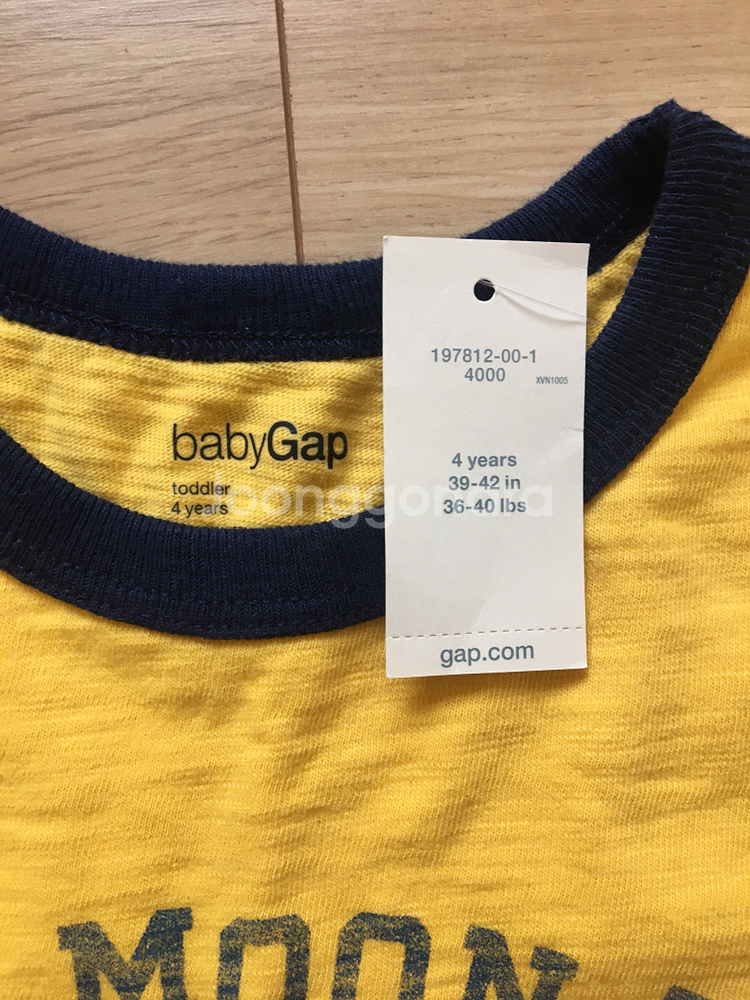 197812-00-1
4000
XVN1005
babyGap
toddler
4 years
4 years
39-42 in
36-40 lbs
joonggonara
gap.com
MOON